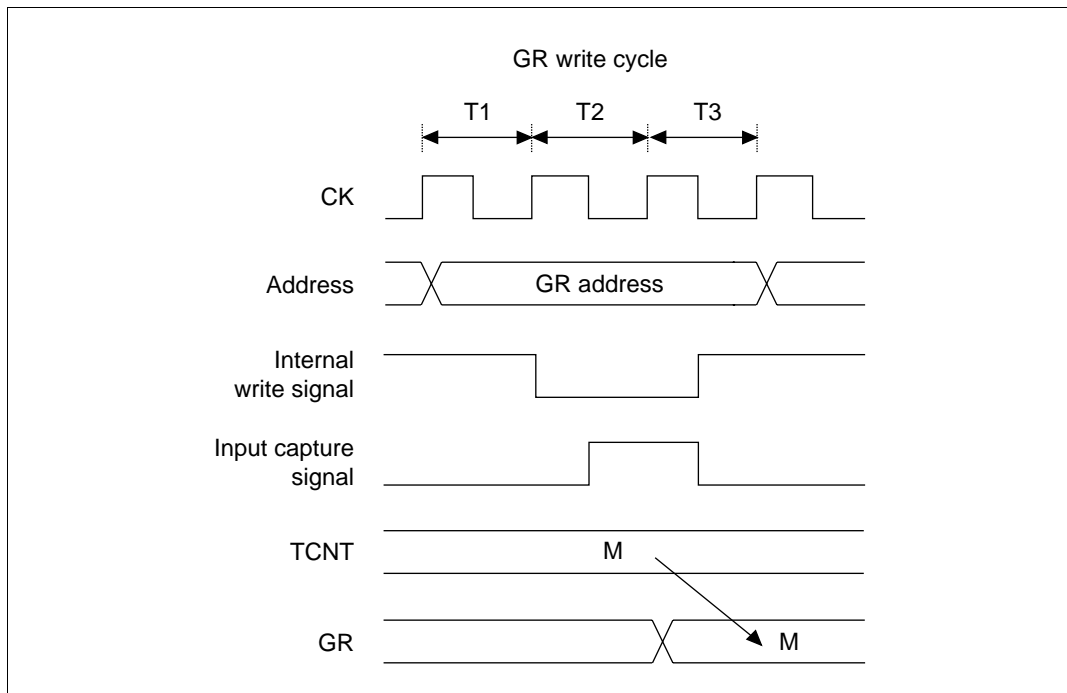 GR write cycle
T1 T2 T3
CK
Address
GR address
Internal
write signal
Input capture
signal
TCNT
M
GR
M